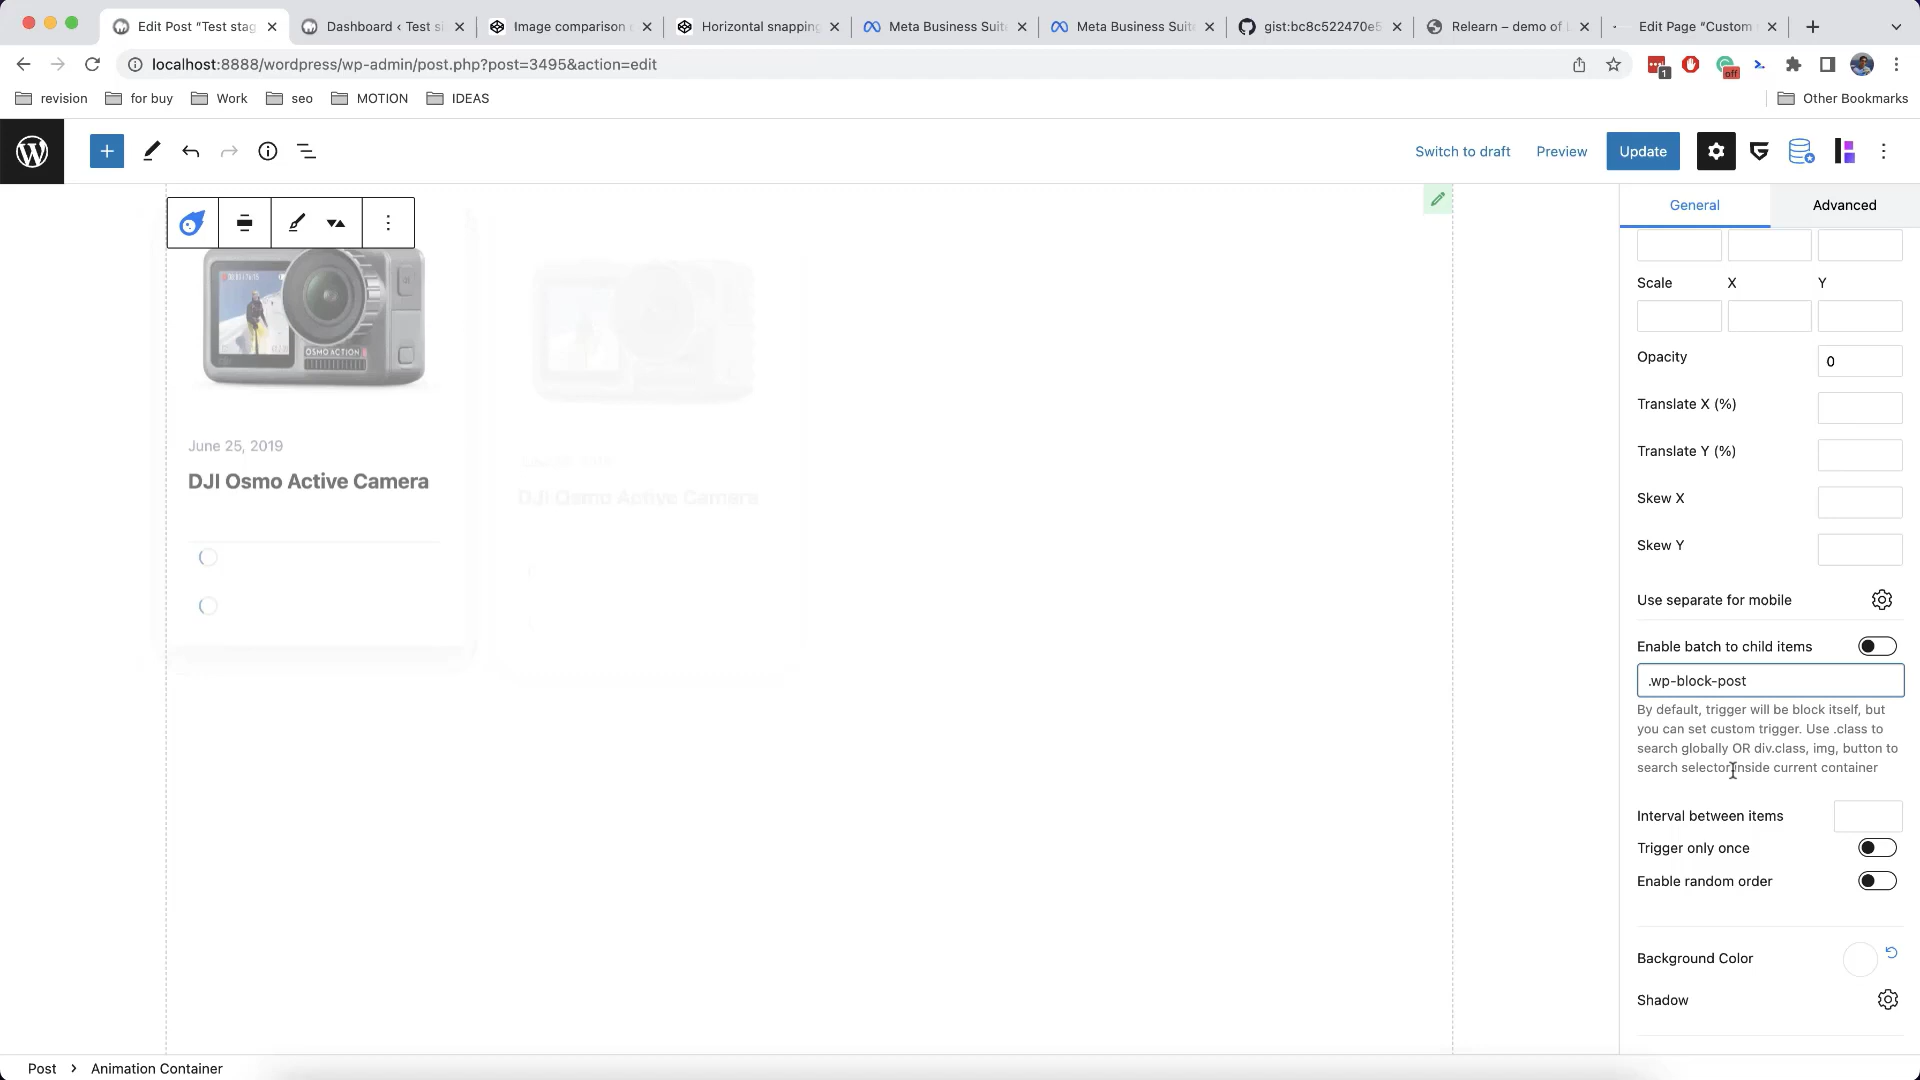 Edit Post "Test stag
Dashboard ‹ Test si
Image comparison
Horizontal snapping
Meta Business Suite
Meta Business Suite
gist:bc8c522470e5
Relearn – demo of
Edit Page "Custom
localhost:8888/wordpress/wp-admin/post.php?post=3495&action=edit
1
off
revision
for buy
Work
seo
MOTION
IDEAS
Other Bookmarks
Switch to draft
Preview
Update
General
Advanced
OSMO ACTION
Scale
X
Y
Opacity
0
Translate X (%)
Translate Y (%)
June 25, 2019
DJI Osmo Active Camera
DJI Osmo Active Camera
Skew X
Skew Y
Use separate for mobile
Enable batch to child items
.wp-block-post
By default, trigger will be block itself, but
you can set custom trigger. Use .class to
search globally OR div.class, img, button to
search selector inside current container
Interval between items
Trigger only once
Enable random order
Background Color
Shadow
Post
Animation Container